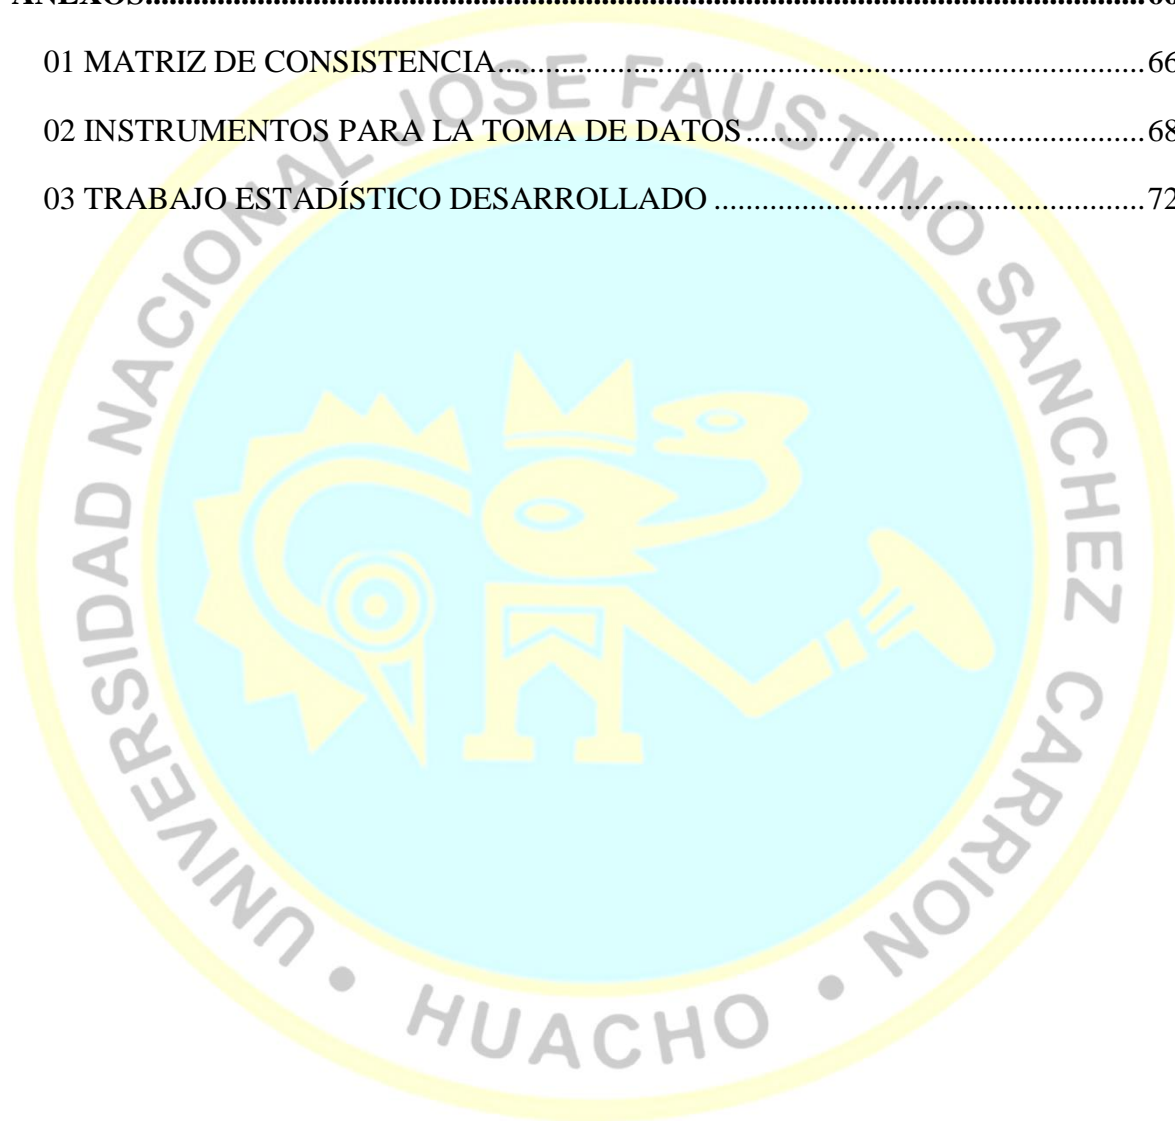 ANEXOS
01 MATRIZ DE CONSISTENCIA 66
02 INSTRUMENTOS PARA LA TOMA DE DATOS 68
03 TRABAJO ESTADÍSTICO DESARROLLADO 72
UNIVERSIDAD NACIONAL JOSE FAUSTINO SANCHEZ CARRION
• HUACHO •